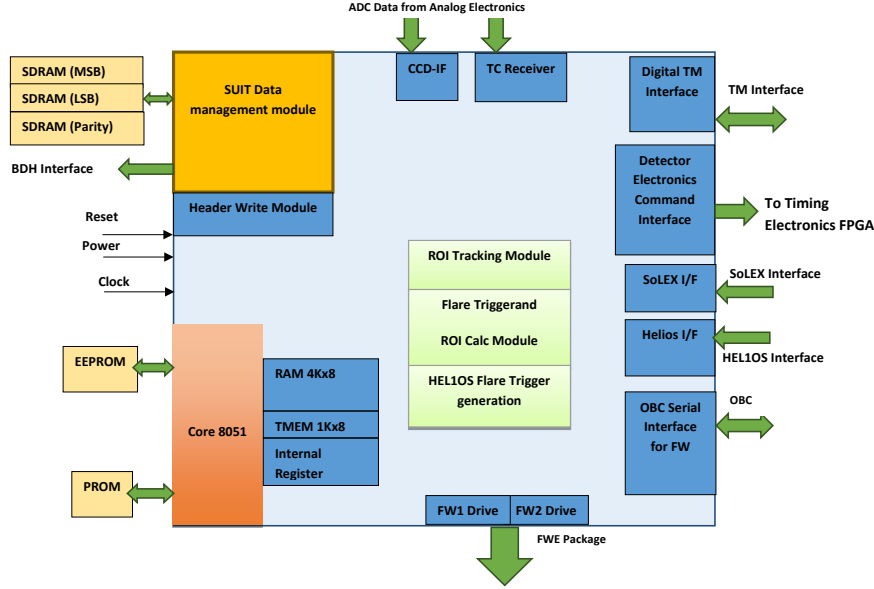 ADC Data from Analog Electronics
SDRAM (MSB)
SDRAM (LSB)
SDRAM (Parity)
BDH Interface
SUIT Data
management module
Header Write Module
Reset
Power
Clock
CCD-IF
TC Receiver
Digital TM
Interface
TM Interface
Detector
Electronics
Command
Interface
To Timing
Electronics FPGA
ROI Tracking Module
Flare Triggerand
ROI Calc Module
HEL1OS Flare Trigger
generation
SoLEX I/F
SoLEX Interface
Helios I/F
HEL1OS Interface
OBC Serial
Interface
for FW
OBC
EEPROM
PROM
Core 8051
RAM 4Kx8
TMEM 1Kx8
Internal
Register
FW1 Drive
FW2 Drive
FWE Package